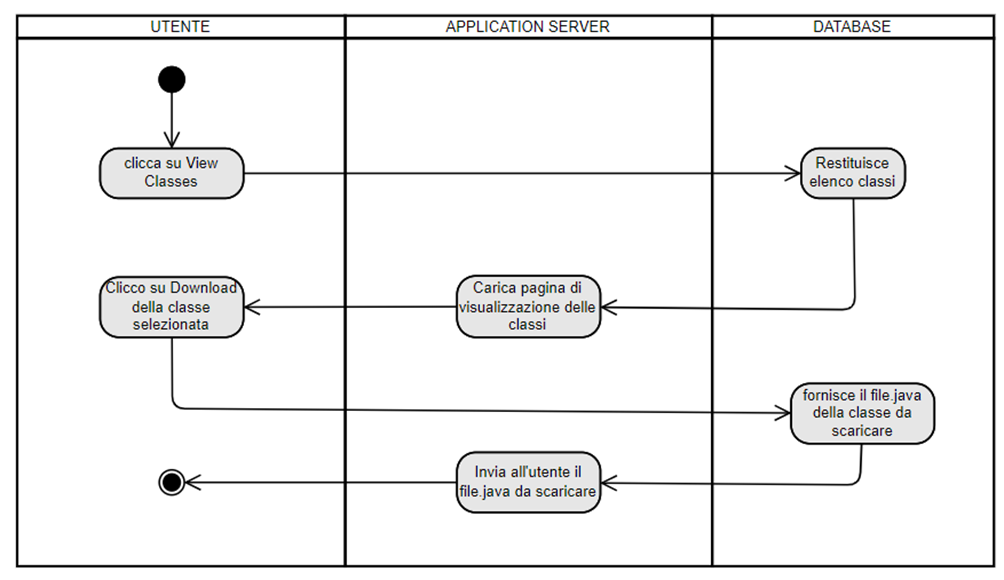 UTENTE
APPLICATION SERVER
DATABASE
clicca su View
Classes
Restituisce
elenco classi
Clicco su Download
della classe
selezionata
Carica pagina di
visualizzazione delle
classi
fornisce il file.java
della classe da
scaricare
Invia all'utente il
file.java da scaricare